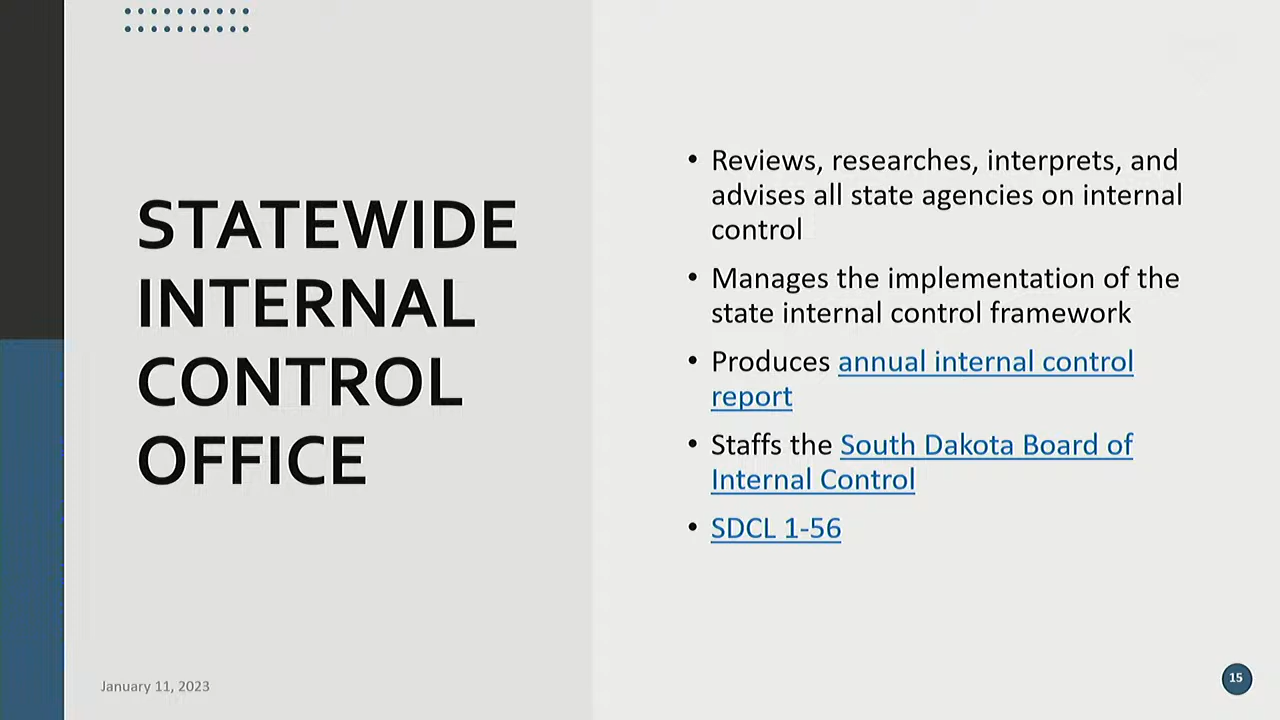 STATEWIDE
INTERNAL
CONTROL
OFFICE
• Reviews, researches, interprets, and
advises all state agencies on internal
control
• Manages the implementation of the
state internal control framework
• Produces annual internal control
report
• Staffs the South Dakota Board of
Internal Control
• SDCL 1-56
January 11, 2023
15